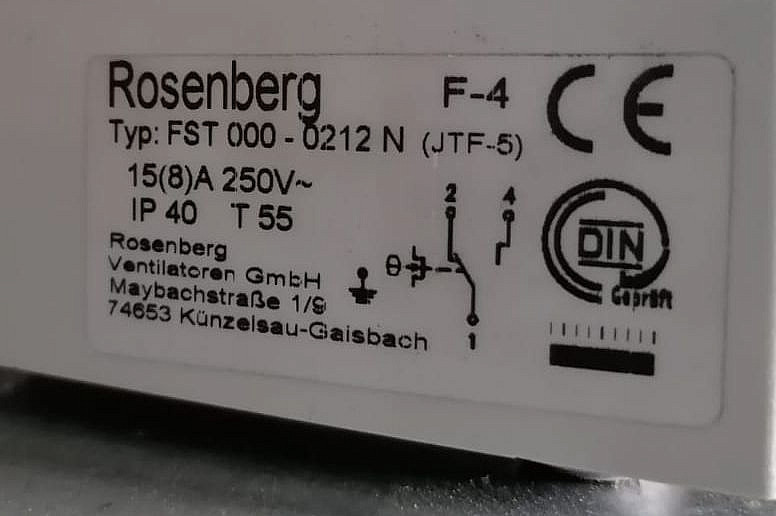 Rosenberg F-4 CE
Typ: FST 000 - 0212 N (JTF-5)
15(8)A 250V~
IP 40 T 55
Rosenberg
Ventilatoren GmbH
Maybachstraße 1/9
74653 Künzelsau-Gaisbach
2 4
θ
1
DIN
Geprüft